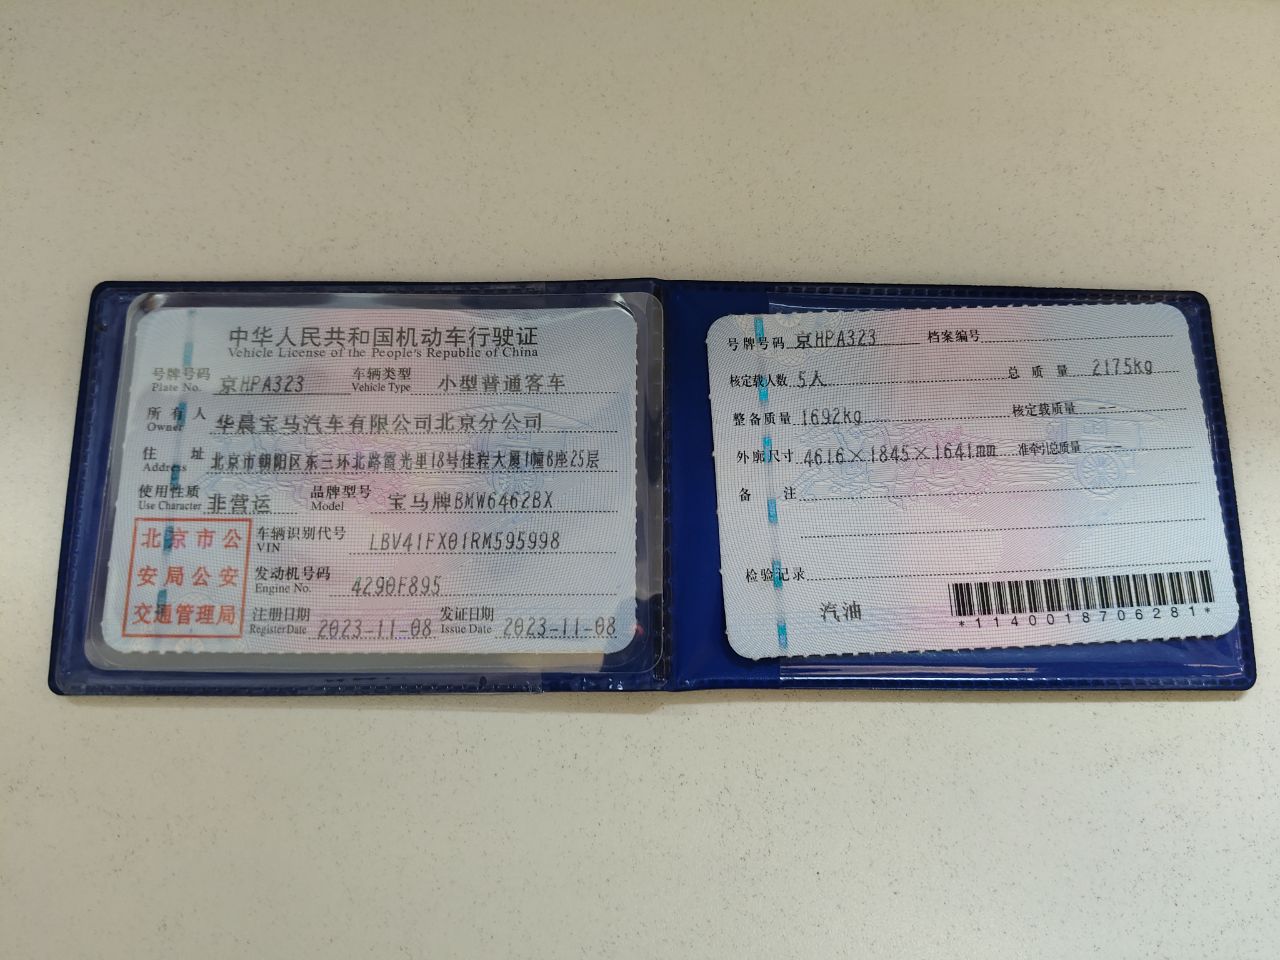 中华人民共和国机动车行驶证
Vehicle License of the People's Republic of China
号牌号码 京HPA323 车辆类型 小型普通客车
Plate No. Vehicle Type
所有人 华晨宝马汽车有限公司北京分公司
Owner
住址 北京市朝阳区东三环北路霞光里18号佳程大厦1幢B座25层
Address
使用性质 非营运 品牌型号 宝马牌BMW6462BX
Use Character Model
北京市公
安局公安
交通管理局
车辆识别代号 LBV41FX01RM595998
VIN
发动机号码 4290F895
Engine No.
注册日期 2023-11-08 发证日期 2023-11-08
Register Date Issue Date
号牌号码 京HPA323 档案编号
核定载人数 5人 总质量 2175kg
整备质量 1692kg 核定载质量 --
外廓尺寸 4616×1845×1641mm 准牵引总质量 --
备注
检验记录
汽油
*1140018706281*